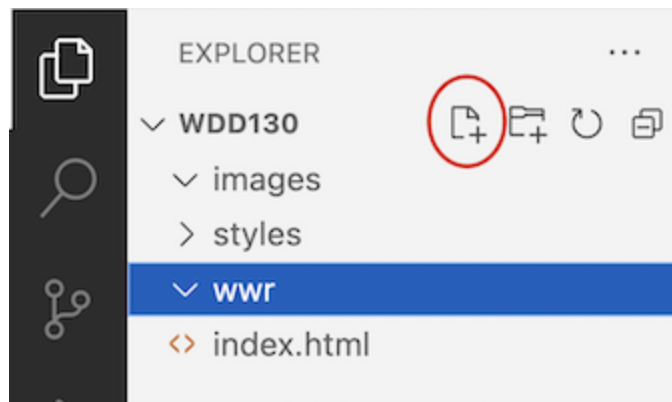 EXPLORER
WDD130
images
styles
wwr
index.html